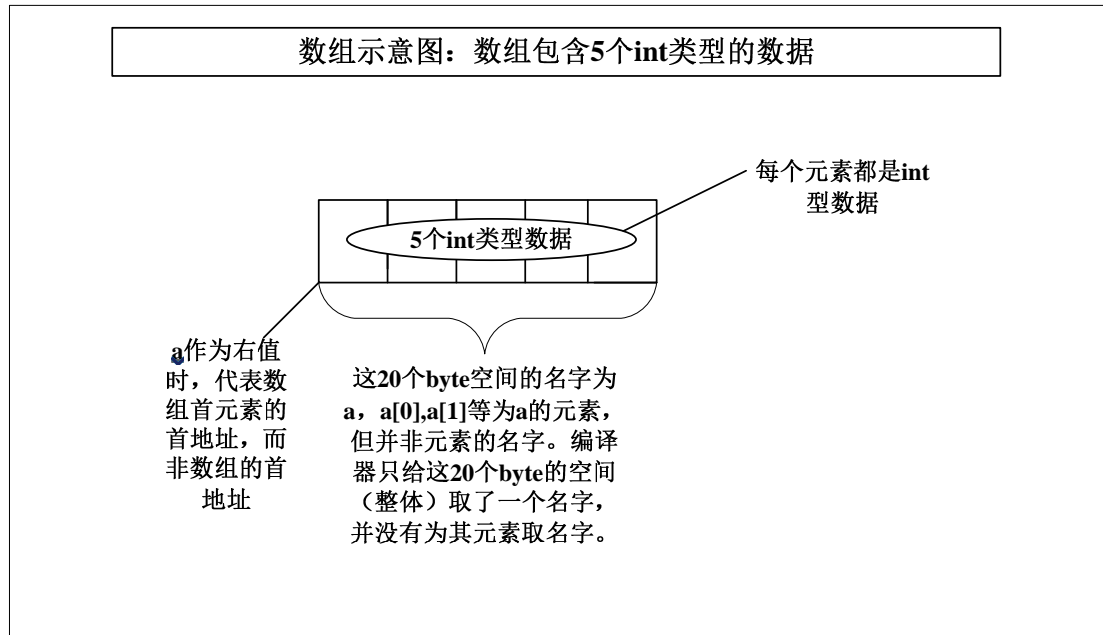 数组示意图：数组包含5个int类型的数据
每个元素都是int
型数据
5个int类型数据
a作为右值
时，代表数
组首元素的
首地址，而
非数组的首
地址
这20个byte空间的名字为
a，a[0],a[1]等为a的元素，
但并非元素的名字。编译
器只给这20个byte的空间
（整体）取了一个名字，
并没有为其元素取名字。